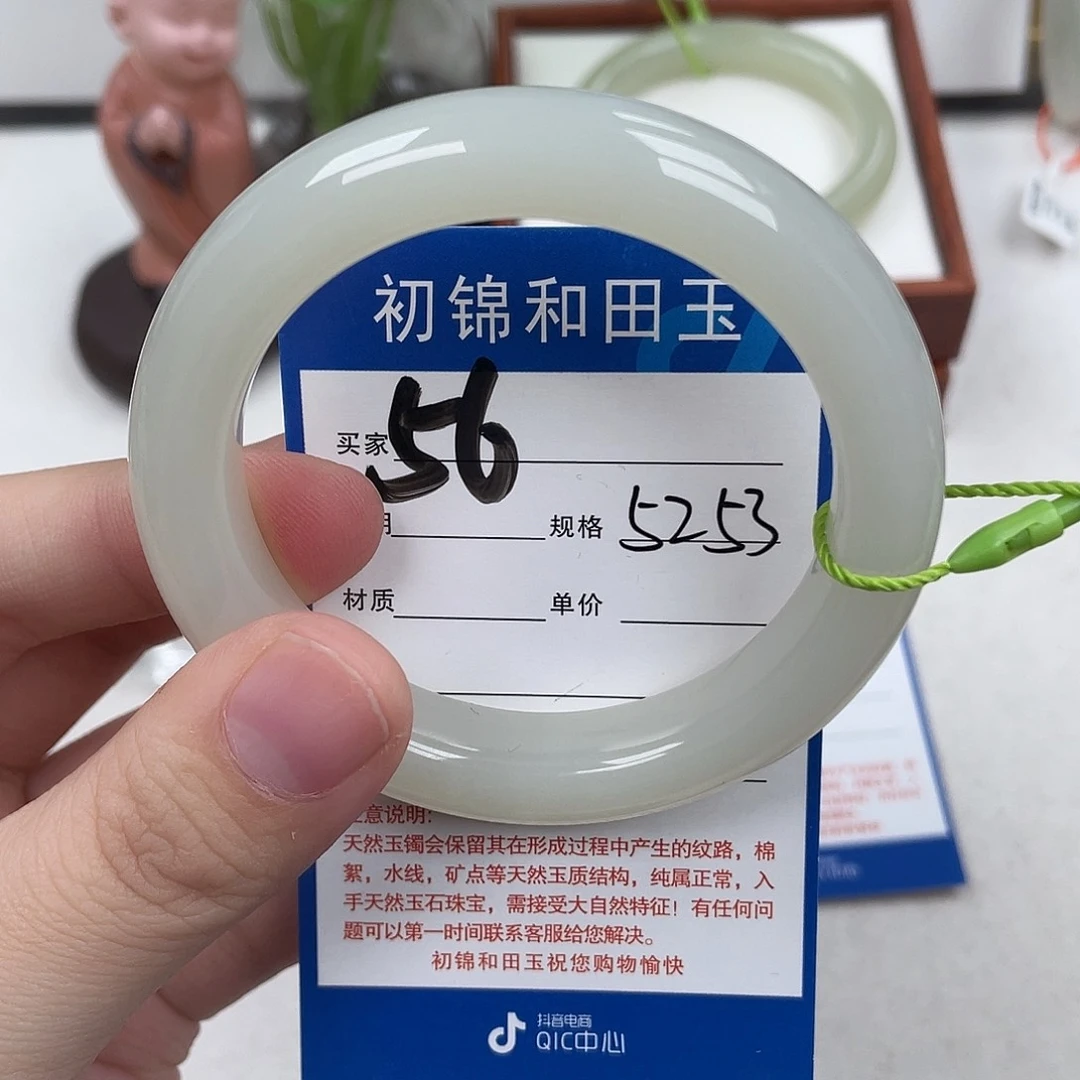 初锦和田玉
买家 56
规格 5253
材质 单价
意说明:
天然玉镯会保留其在形成过程中产生的纹路，棉
絮，水线，矿点等天然玉质结构，纯属正常，入
手天然玉石珠宝，需接受大自然特征！有任何问
题可以第一时间联系客服给您解决。
初锦和田玉祝您购物愉快
抖音电商
QIC中心